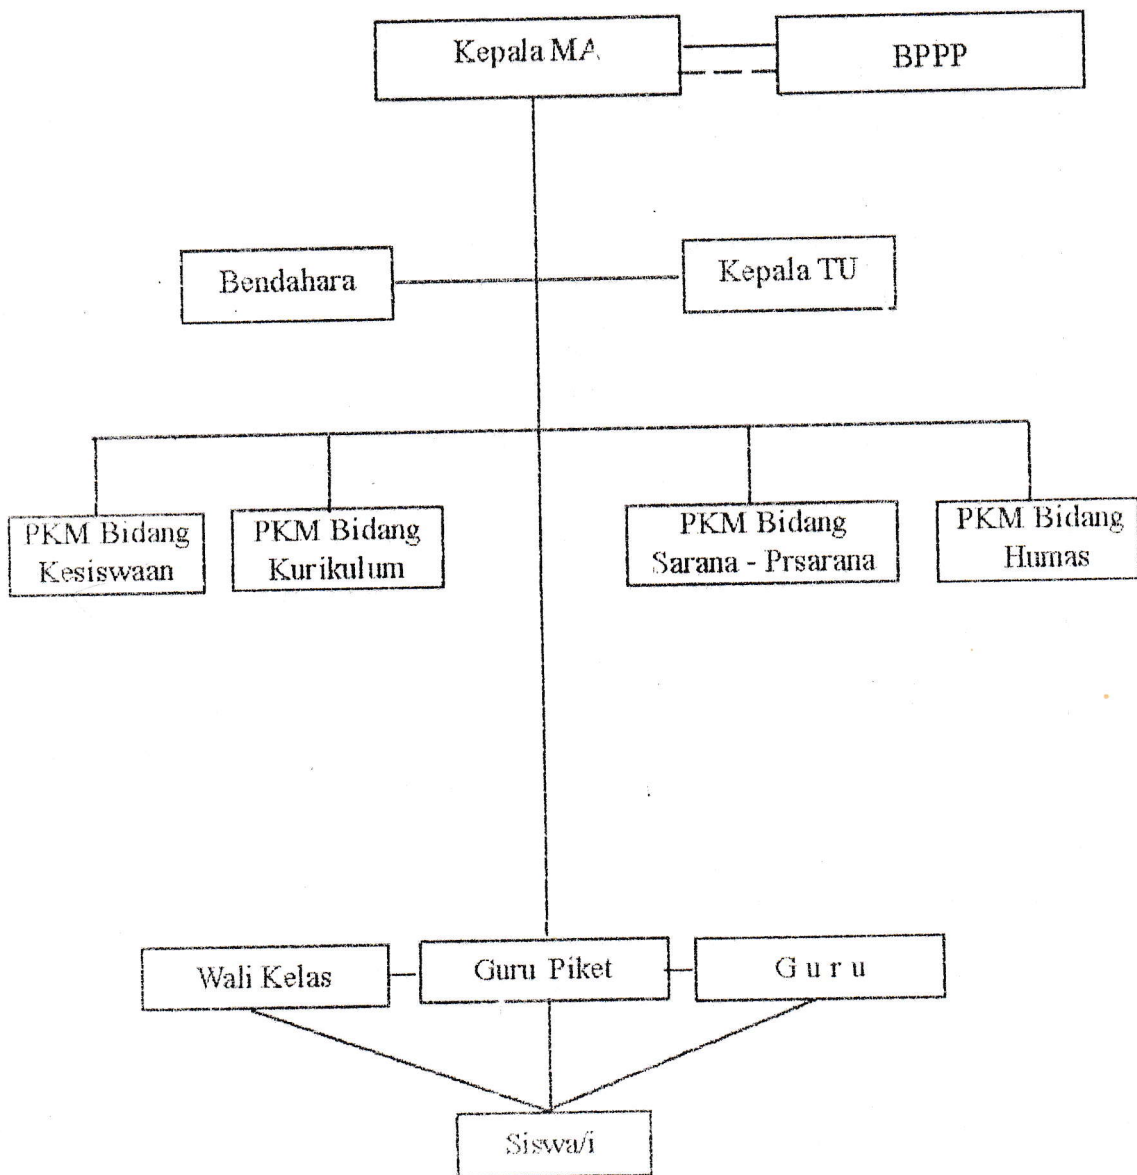 Kepala MA
BPPP
Bendahara
Kepala TU
PKM Bidang
Kesiswaan
PKM Bidang
Kurikulum
PKM Bidang
Sarana - Prsarana
PKM Bidang
Humas
Wali Kelas
Guru Piket
G u r u
Siswa/i